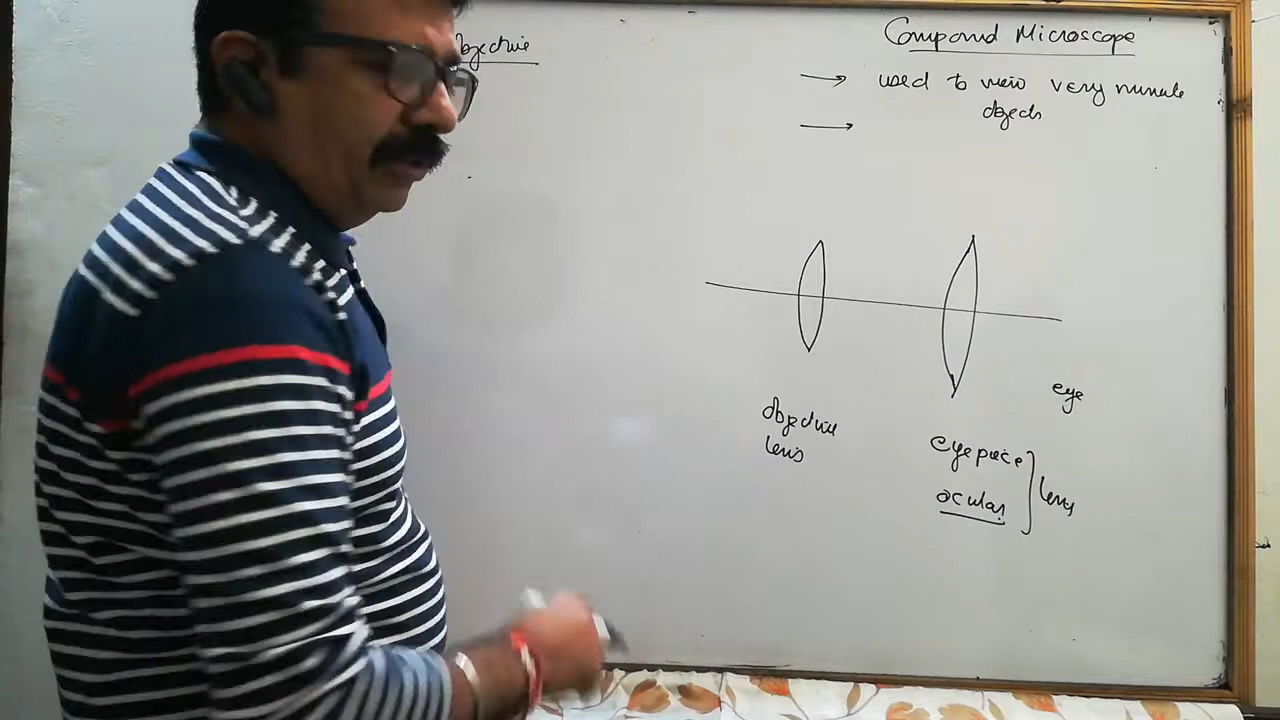 Objective
Compound Microscope
→ used to view very minute
objects
→
objective
lens
eye
eyepiece
ocular
lens